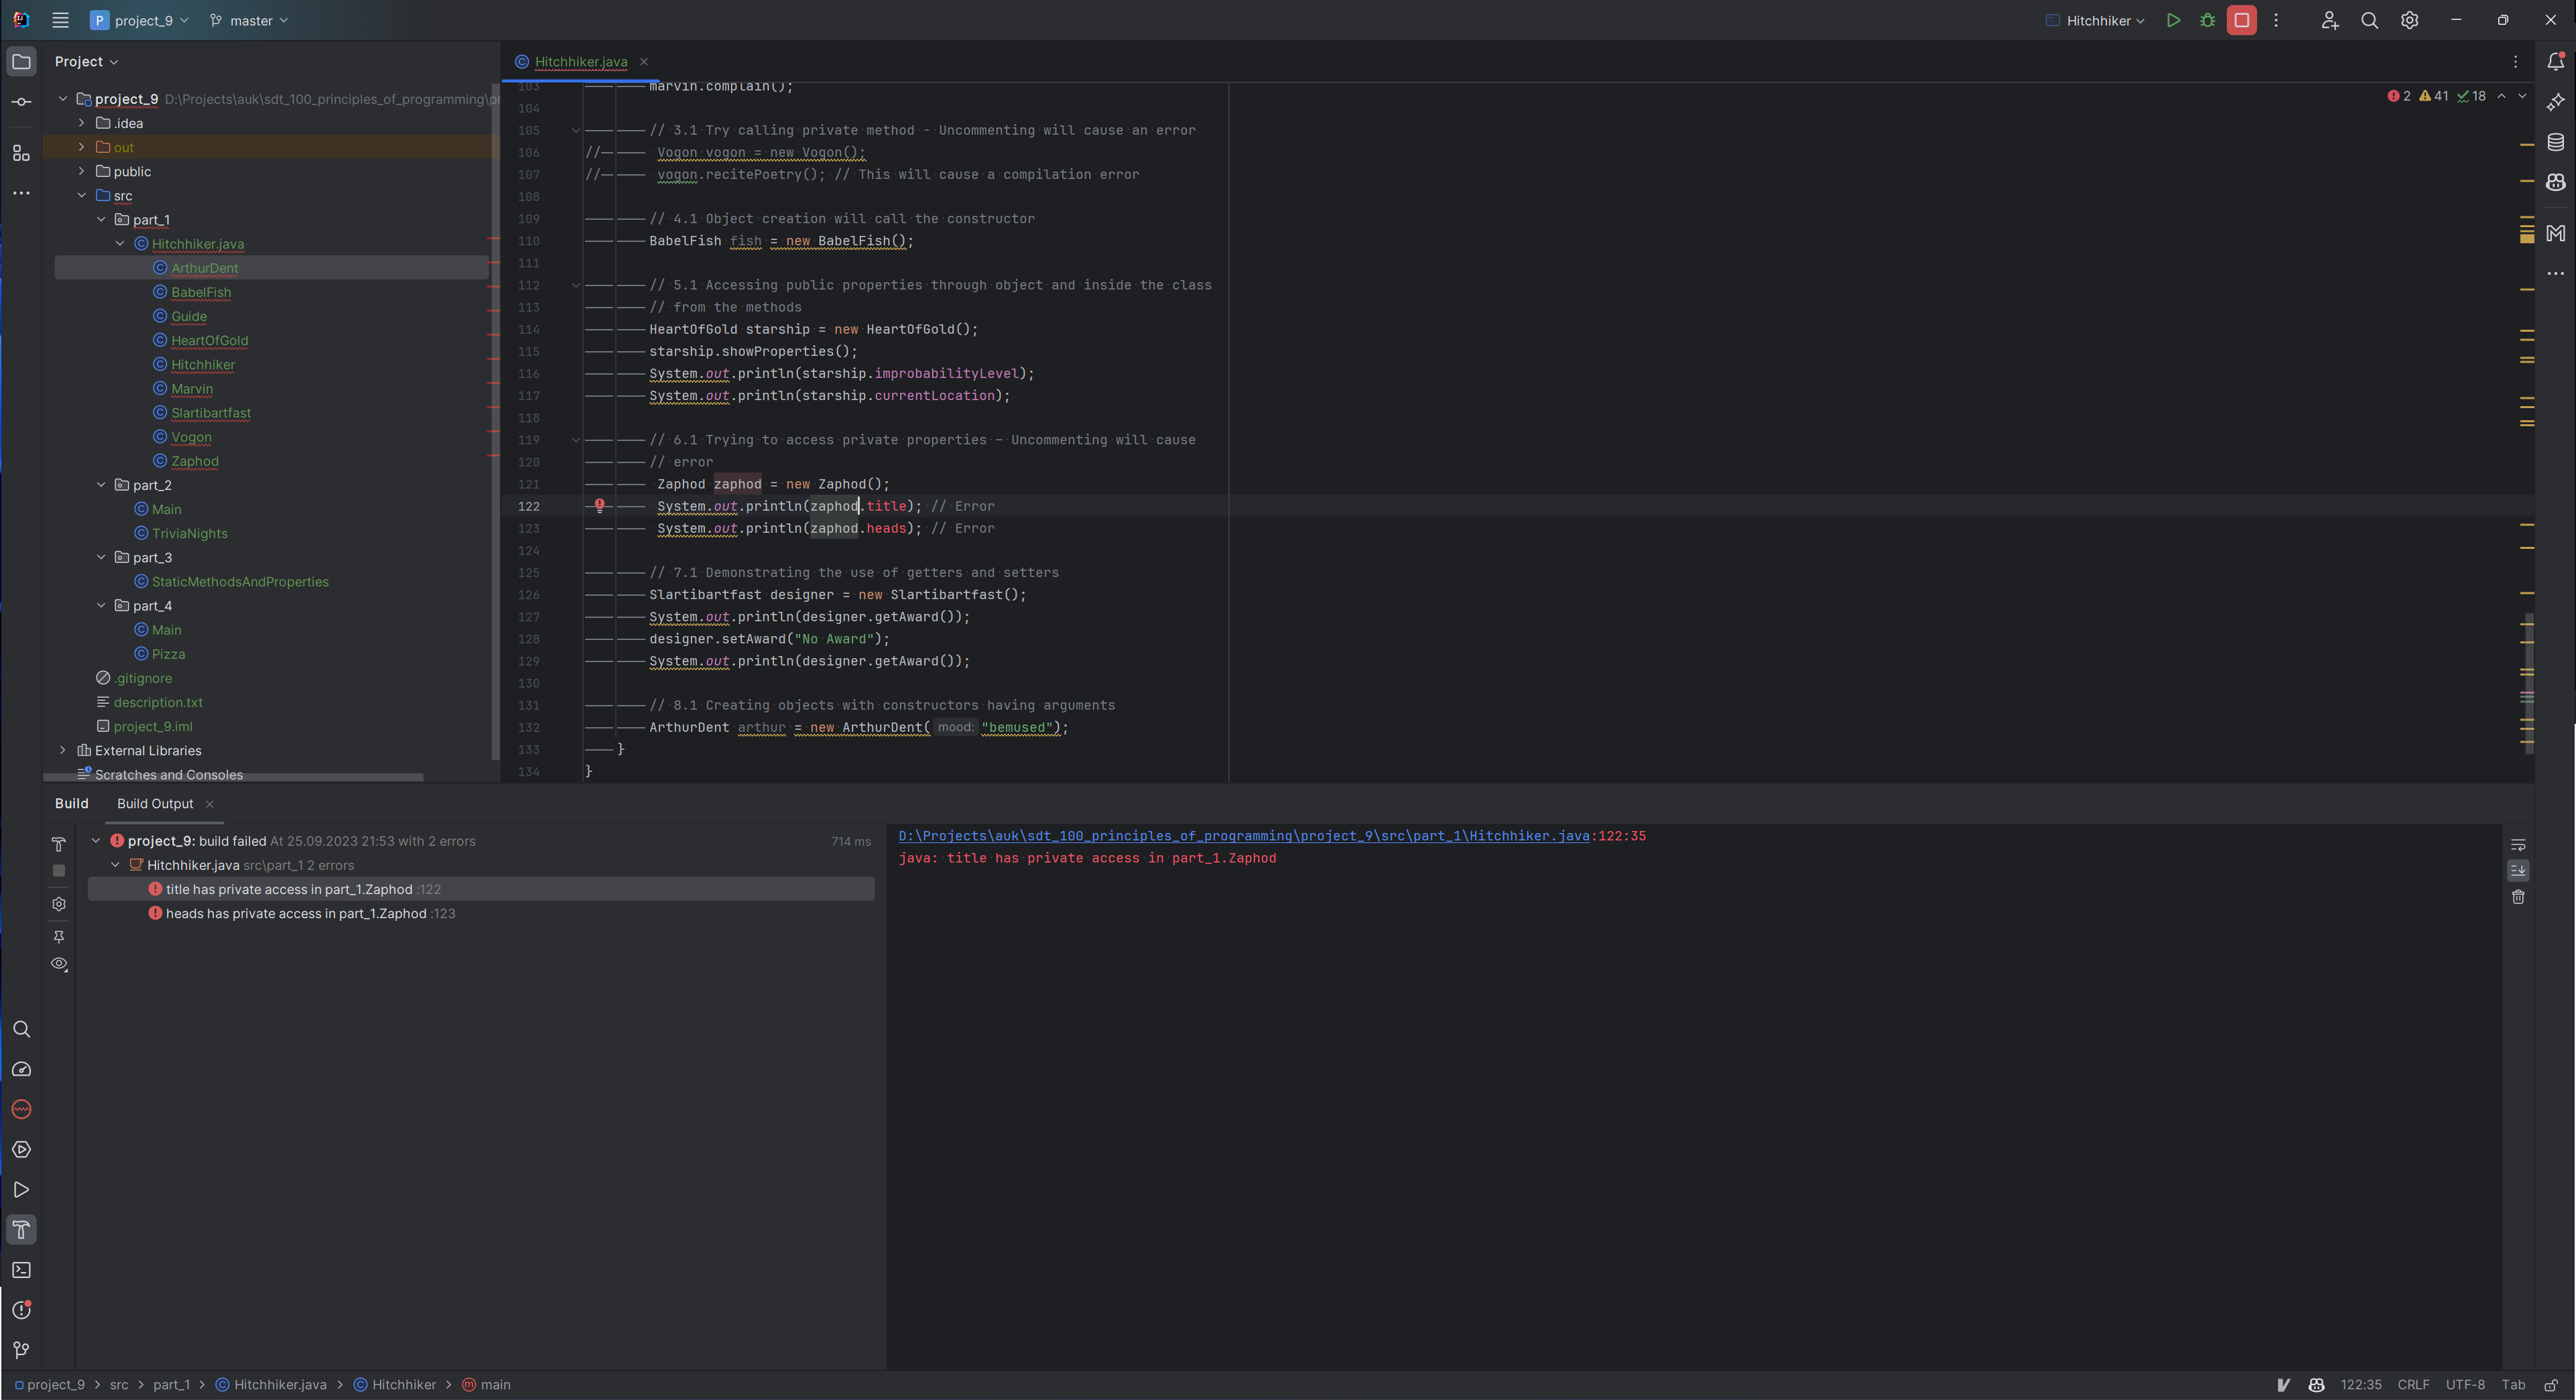 project_9
master
Hitchhiker
Project
Hitchhiker.java
project_9 D:\Projects\auk\sdt_100_principles_of_programming\pr
.idea
out
public
src
part_1
Hitchhiker.java
ArthurDent
BabelFish
Guide
HeartOfGold
Hitchhiker
Marvin
Slartibartfast
Vogon
Zaphod
part_2
Main
TriviaNights
part_3
StaticMethodsAndProperties
part_4
Main
Pizza
.gitignore
description.txt
project_9.iml
External Libraries
Scratches and Consoles
2 41 18
103 marvin.complain();
104
105 // 3.1 Try calling private method - Uncommenting will cause an error
106 // Vogon vogon = new Vogon();
107 // vogon.recitePoetry(); // This will cause a compilation error
108
109 // 4.1 Object creation will call the constructor
110 BabelFish fish = new BabelFish();
111
112 // 5.1 Accessing public properties through object and inside the class
113 // from the methods
114 HeartOfGold starship = new HeartOfGold();
115 starship.showProperties();
116 System.out.println(starship.improbabilityLevel);
117 System.out.println(starship.currentLocation);
118
119 // 6.1 Trying to access private properties - Uncommenting will cause
120 // error
121 Zaphod zaphod = new Zaphod();
122 System.out.println(zaphod.title); // Error
123 System.out.println(zaphod.heads); // Error
124
125 // 7.1 Demonstrating the use of getters and setters
126 Slartibartfast designer = new Slartibartfast();
127 System.out.println(designer.getAward());
128 designer.setAward("No Award");
129 System.out.println(designer.getAward());
130
131 // 8.1 Creating objects with constructors having arguments
132 ArthurDent arthur = new ArthurDent( mood: "bemused");
133 }
134 }
Build Build Output
project_9: build failed At 25.09.2023 21:53 with 2 errors 714 ms
Hitchhiker.java src\part_1 2 errors
title has private access in part_1.Zaphod :122
heads has private access in part_1.Zaphod :123
D:\Projects\auk\sdt_100_principles_of_programming\project_9\src\part_1\Hitchhiker.java:122:35
java: title has private access in part_1.Zaphod
project_9 > src > part_1 > Hitchhiker.java > Hitchhiker > main
122:35 CRLF UTF-8 Tab